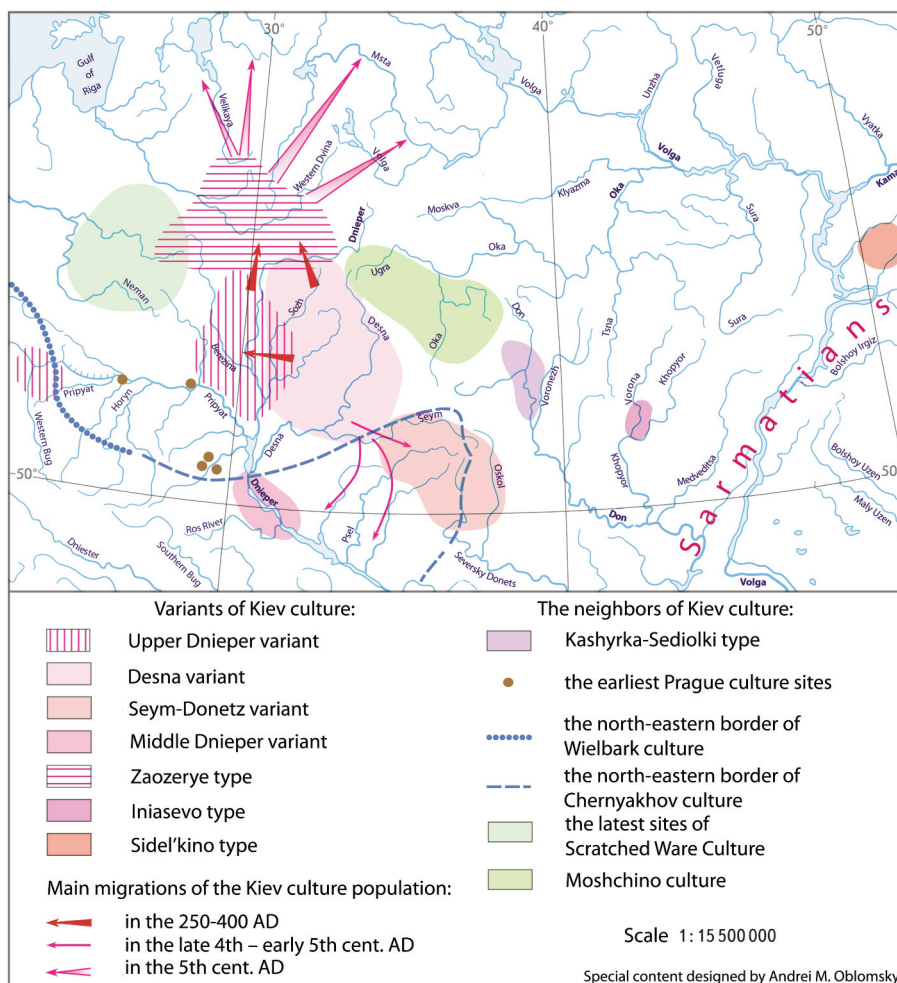 30°
40°
50°
Gulf
of
Riga
Velikaya
Msta
Volga
Unzha
Vetluga
Vyatka
Western Dvina
Volga
Volga
Kama
Klyazma
Oka
Moskva
Dnieper
Oka
Sura
Ugra
Neman
Sozh
Don
Desna
Oka
Tsna
Sura
Berezina
Voronezh
Vorona
Khopyor
Sarmatians
Bolshoy Irgiz
Pripyat
Horyn
Pripyat
Western Bug
Seym
Desna
Khopyor
Medveditsa
Bolshoy Uzen
50°
Dnieper
Oskol
Maly Uzen
Ros River
Psel
Don
Dniester
Southern Bug
Seversky Donets
Volga
Variants of Kiev culture:
Upper Dnieper variant
Desna variant
Seym-Donetz variant
Middle Dnieper variant
Zaozerye type
Iniasevo type
Sidel'kino type
Main migrations of the Kiev culture population:
in the 250-400 AD
in the late 4th – early 5th cent. AD
in the 5th cent. AD
The neighbors of Kiev culture:
Kashyrka-Sediolki type
the earliest Prague culture sites
the north-eastern border of
Wielbark culture
the north-eastern border of
Chernyakhov culture
the latest sites of
Scratched Ware Culture
Moshchino culture
Scale 1: 15 500 000
Special content designed by Andrei M. Oblomsky